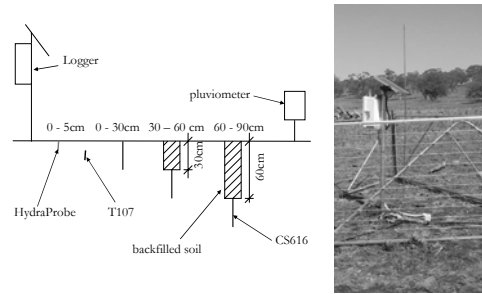 Logger
pluviometer
0 - 5cm 0 - 30cm 30 – 60 cm 60 - 90cm
30cm
60cm
HydraProbe
T107
CS616
backfilled soil